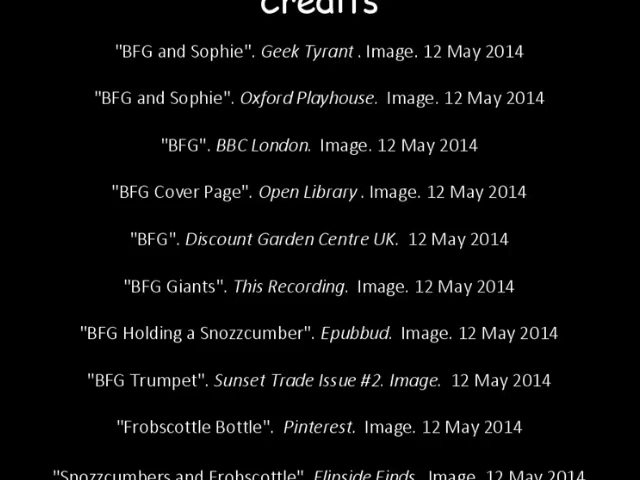 Credits
"BFG and Sophie". Geek Tyrant . Image. 12 May 2014
"BFG and Sophie". Oxford Playhouse. Image. 12 May 2014
"BFG". BBC London. Image. 12 May 2014
"BFG Cover Page". Open Library . Image. 12 May 2014
"BFG". Discount Garden Centre UK. 12 May 2014
"BFG Giants". This Recording. Image. 12 May 2014
"BFG Holding a Snozzcumber". Epubbud. Image. 12 May 2014
"BFG Trumpet". Sunset Trade Issue #2. Image. 12 May 2014
"Frobscottle Bottle". Pinterest. Image. 12 May 2014
"Snozzcumbers and Frobscottle". Flipside Finds. Image. 12 May 2014